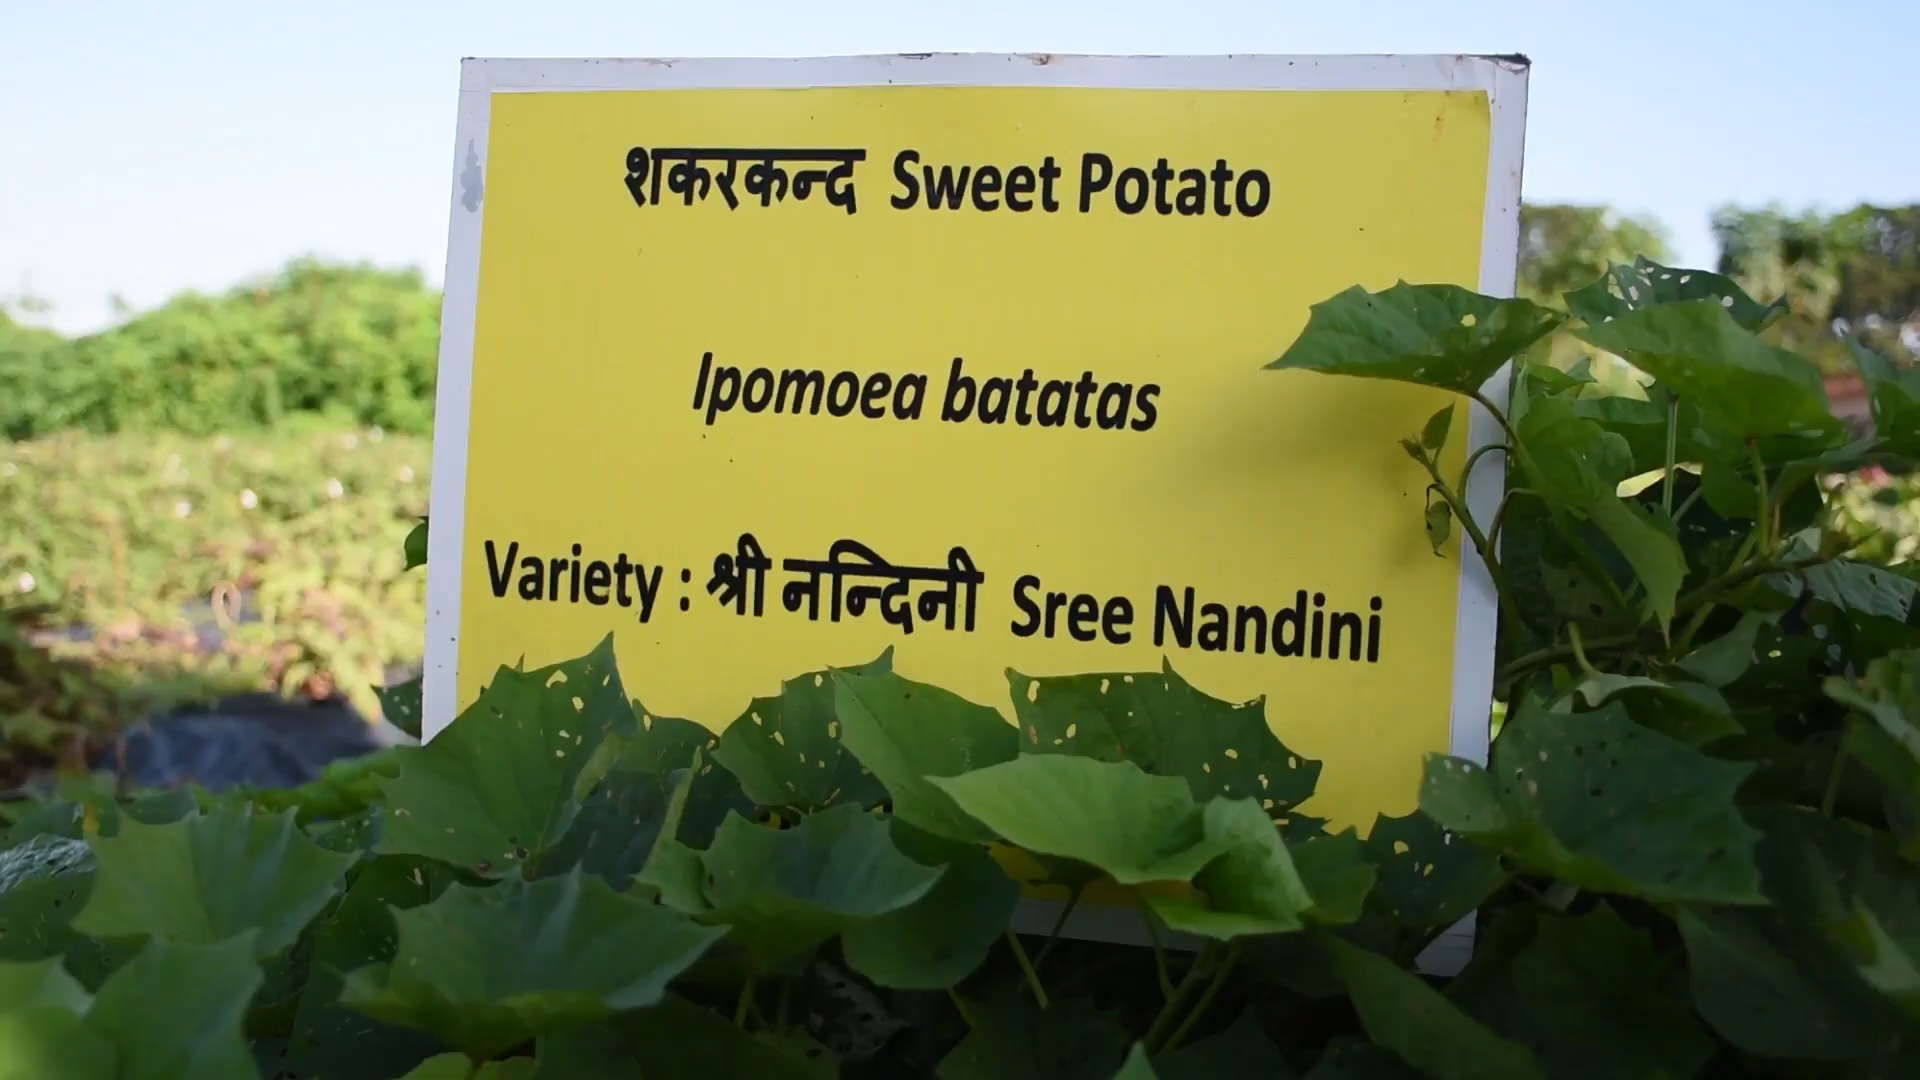 शकरकन्द Sweet Potato
Ipomoea batatas
Variety : श्री नन्दिनी Sree Nandini